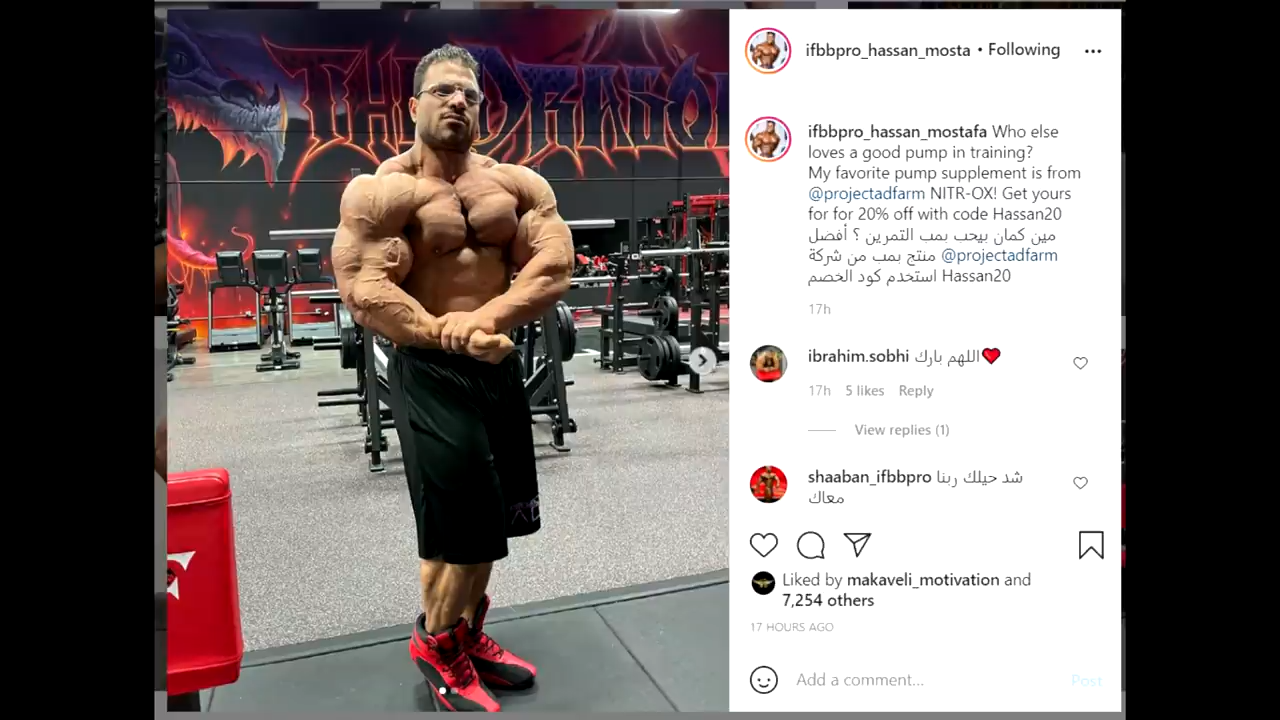 THE DRAGON
ifbbpro_hassan_mosta • Following
ifbbpro_hassan_mostafa Who else
loves a good pump in training?
My favorite pump supplement is from
@projectadfarm NITR-OX! Get yours
for for 20% off with code Hassan20
مين كمان بيحب بمب التمرين ؟ أفضل
منتج بمب من شركة @projectadfarm
استخدم كود الخصم Hassan20
17h
ibrahim.sobhi اللهم بارك❤
17h 5 likes Reply
View replies (1)
shaaban_ifbbpro شد حيلك ربنا
معاك
Liked by makaveli_motivation and
7,254 others
17 HOURS AGO
Add a comment... Post